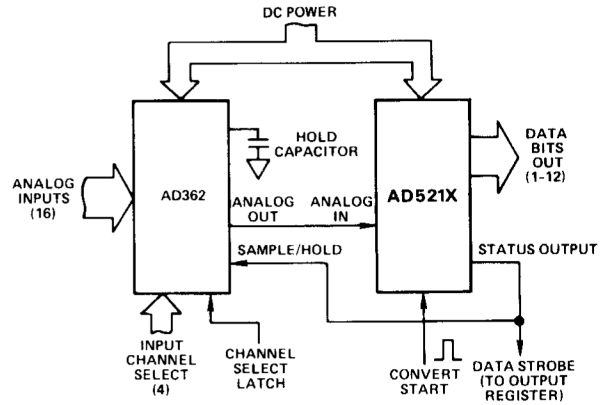 DC POWER
HOLD
CAPACITOR
DATA
BITS
OUT
(1-12)
ANALOG
INPUTS
(16)
AD362
AD521X
ANALOG
OUT
ANALOG
IN
SAMPLE/HOLD
STATUS OUTPUT
INPUT
CHANNEL
SELECT
(4)
CHANNEL
SELECT
LATCH
CONVERT
START
DATA STROBE
(TO OUTPUT
REGISTER)